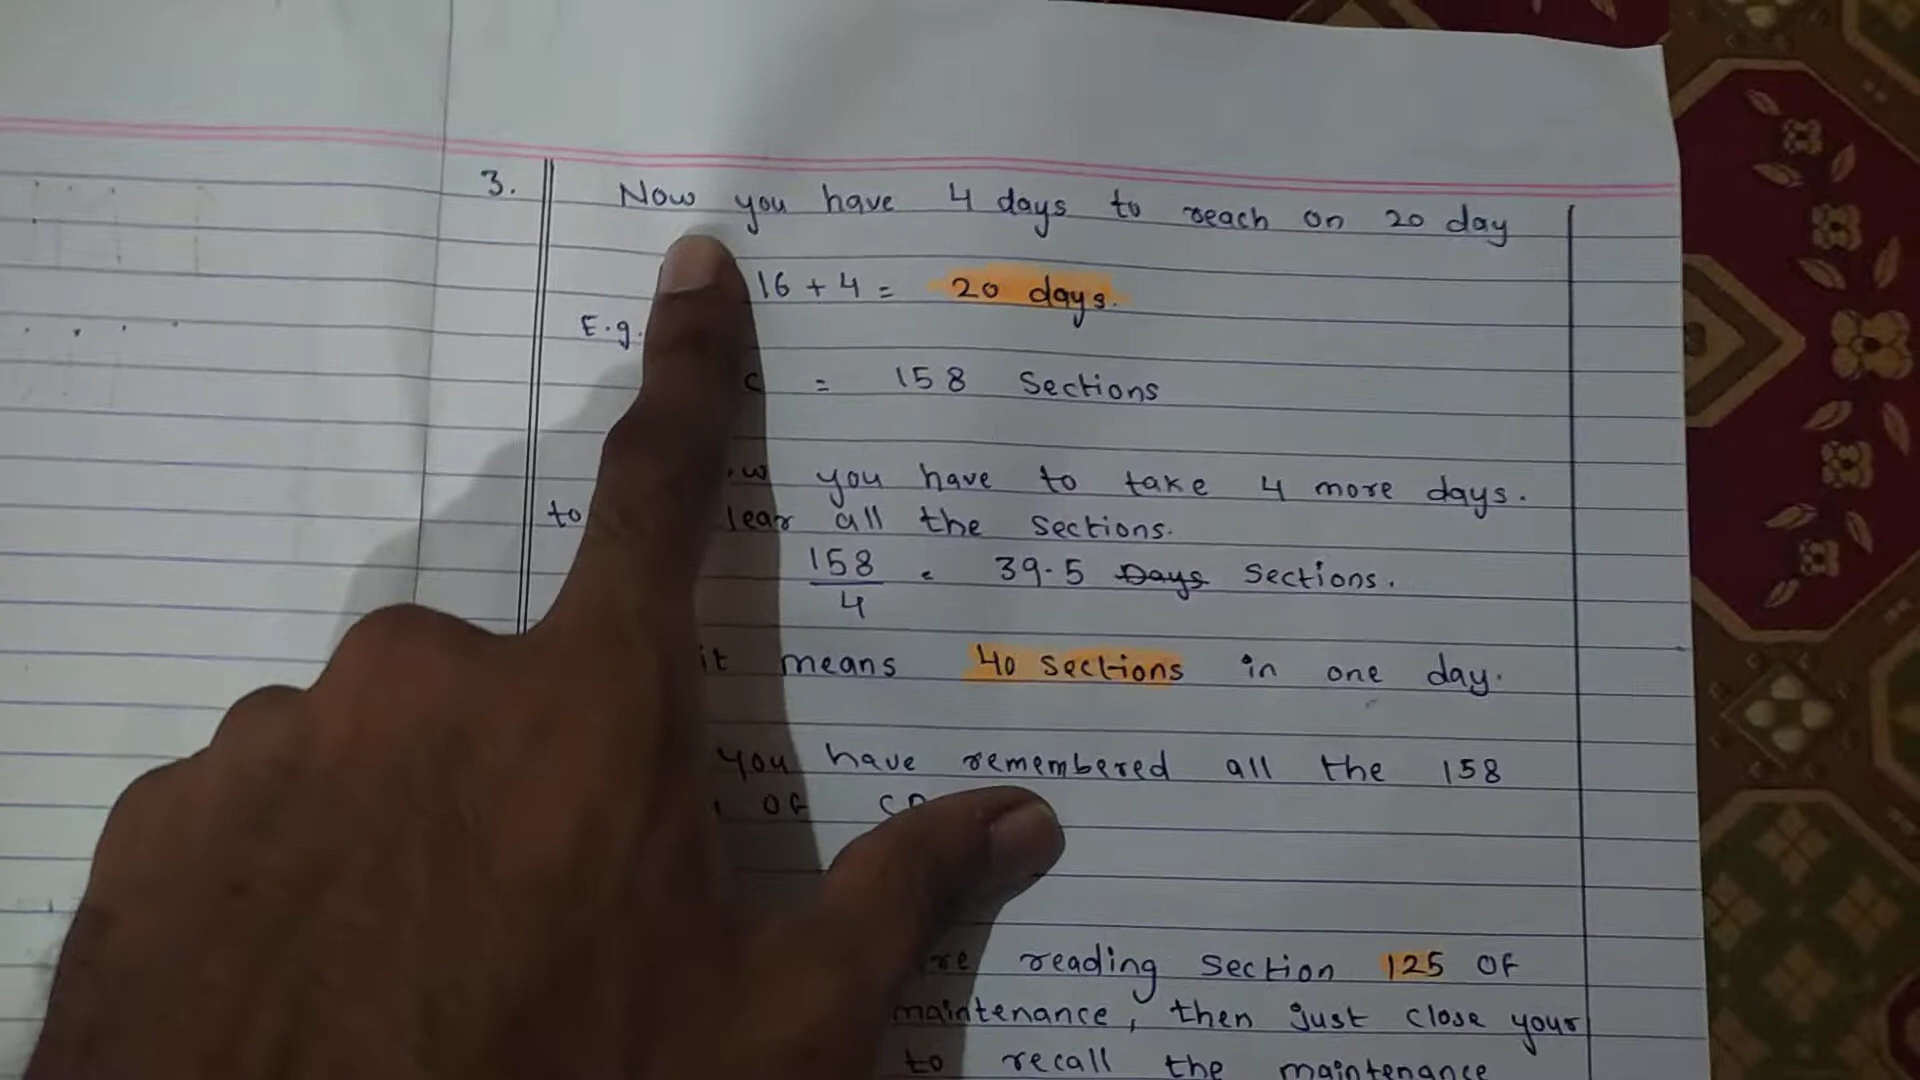 3. Now you have 4 days to reach on 20 day
16 + 4 = 20 days.
E.g.
= 158 Sections
you have to take 4 more days.
to all the sections.
158
4
= 39.5 Days Sections.
it means 40 sections in one day.
you have remembered all the 158
OF
reading Section 125 OF
maintenance, then just close your
to recall the maintenance